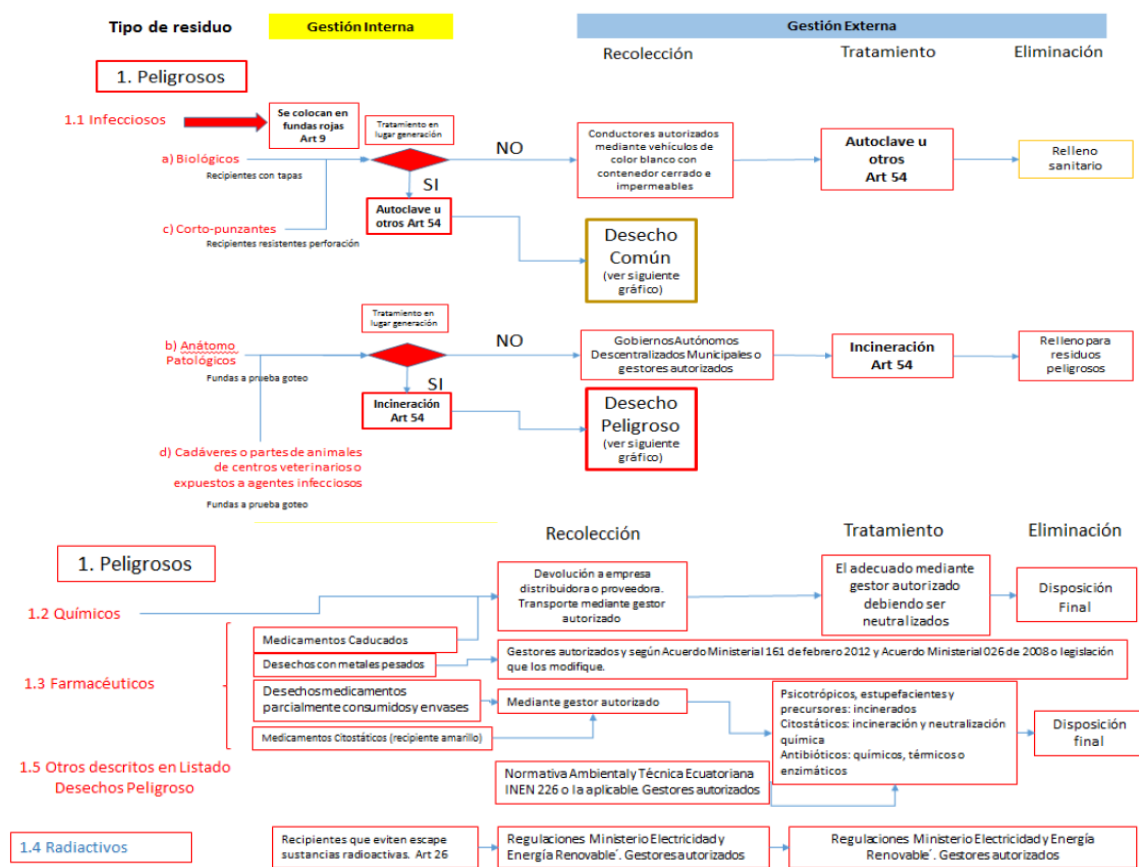 Tipo de residuo
Gestión Interna
Gestión Externa
Recolección
Tratamiento
Eliminación
1. Peligrosos
1.1 Infecciosos
Se colocan en
fundas rojas
Art 9
Tratamiento en
lugar generación
a) Biológicos
Recipientes con tapas
NO
SI
Conductores autorizados
mediante vehículos de
color blanco con
contenedor cerrado e
impermeables
Autoclave u
otros
Art 54
Relleno
sanitario
c) Corto-punzantes
Recipientes resistentes perforación
Autoclave u
otros Art 54
Desecho
Común
(ver siguiente
gráfico)
Tratamiento en
lugar generación
b) Anátomo
Patológicos
Fundas a prueba goteo
NO
SI
Gobiernos Autónomos
Descentralizados Municipales o
gestores autorizados
Incineración
Art 54
Relleno para
residuos
peligrosos
Incineración
Art 54
Desecho
Peligroso
(ver siguiente
gráfico)
d) Cadáveres o partes de animales
de centros veterinarios o
expuestos a agentes infecciosos
Fundas a prueba goteo
Recolección
Tratamiento
Eliminación
1. Peligrosos
1.2 Químicos
Devolución a empresa
distribuidora o proveedora.
Transporte mediante gestor
autorizado
El adecuado mediante
gestor autorizado
debiendo ser
neutralizados
Disposición
Final
1.3 Farmacéuticos
Medicamentos Caducados
Desechos con metales pesados
Gestores autorizados y según Acuerdo Ministerial 161 de febrero 2012 y Acuerdo Ministerial 026 de 2008 o legislación
que los modifique.
Desechos medicamentos
parcialmente consumidos y envases
Mediante gestor autorizado
Medicamentos Citostáticos (recipiente amarillo)
Psicotrópicos, estupefacientes y
precursores: incinerados
Citostáticos: incineración y neutralización
química
Antibióticos: químicos, térmicos o
enzimáticos
Disposición
final
1.5 Otros descritos en Listado
Desechos Peligroso
Normativa Ambiental y Técnica Ecuatoriana
INEN 226 o la aplicable. Gestores autorizados
1.4 Radiactivos
Recipientes que eviten escape
sustancias radioactivas. Art 26
Regulaciones Ministerio Electricidad y
Energía Renovable´. Gestores autorizados
Regulaciones Ministerio Electricidad y Energía
Renovable´. Gestores autorizados